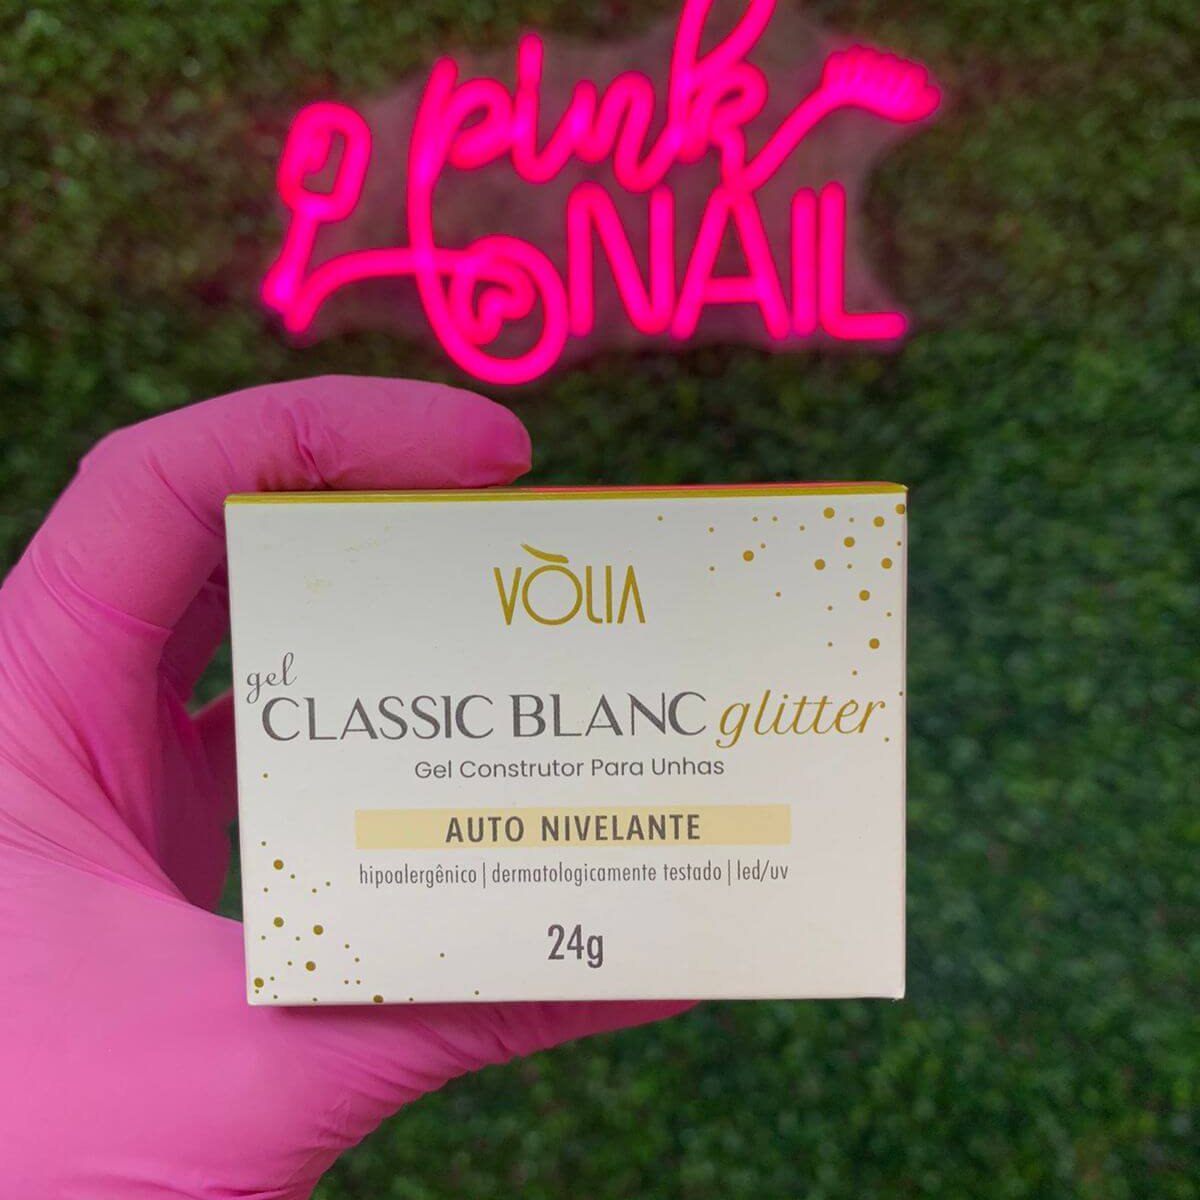 pink
NAIL
VÒLIA
gel
CLASSIC BLANC glitter
Gel Construtor Para Unhas
AUTO NIVELANTE
hipoalergênico | dermatologicamente testado | led/uv
24g